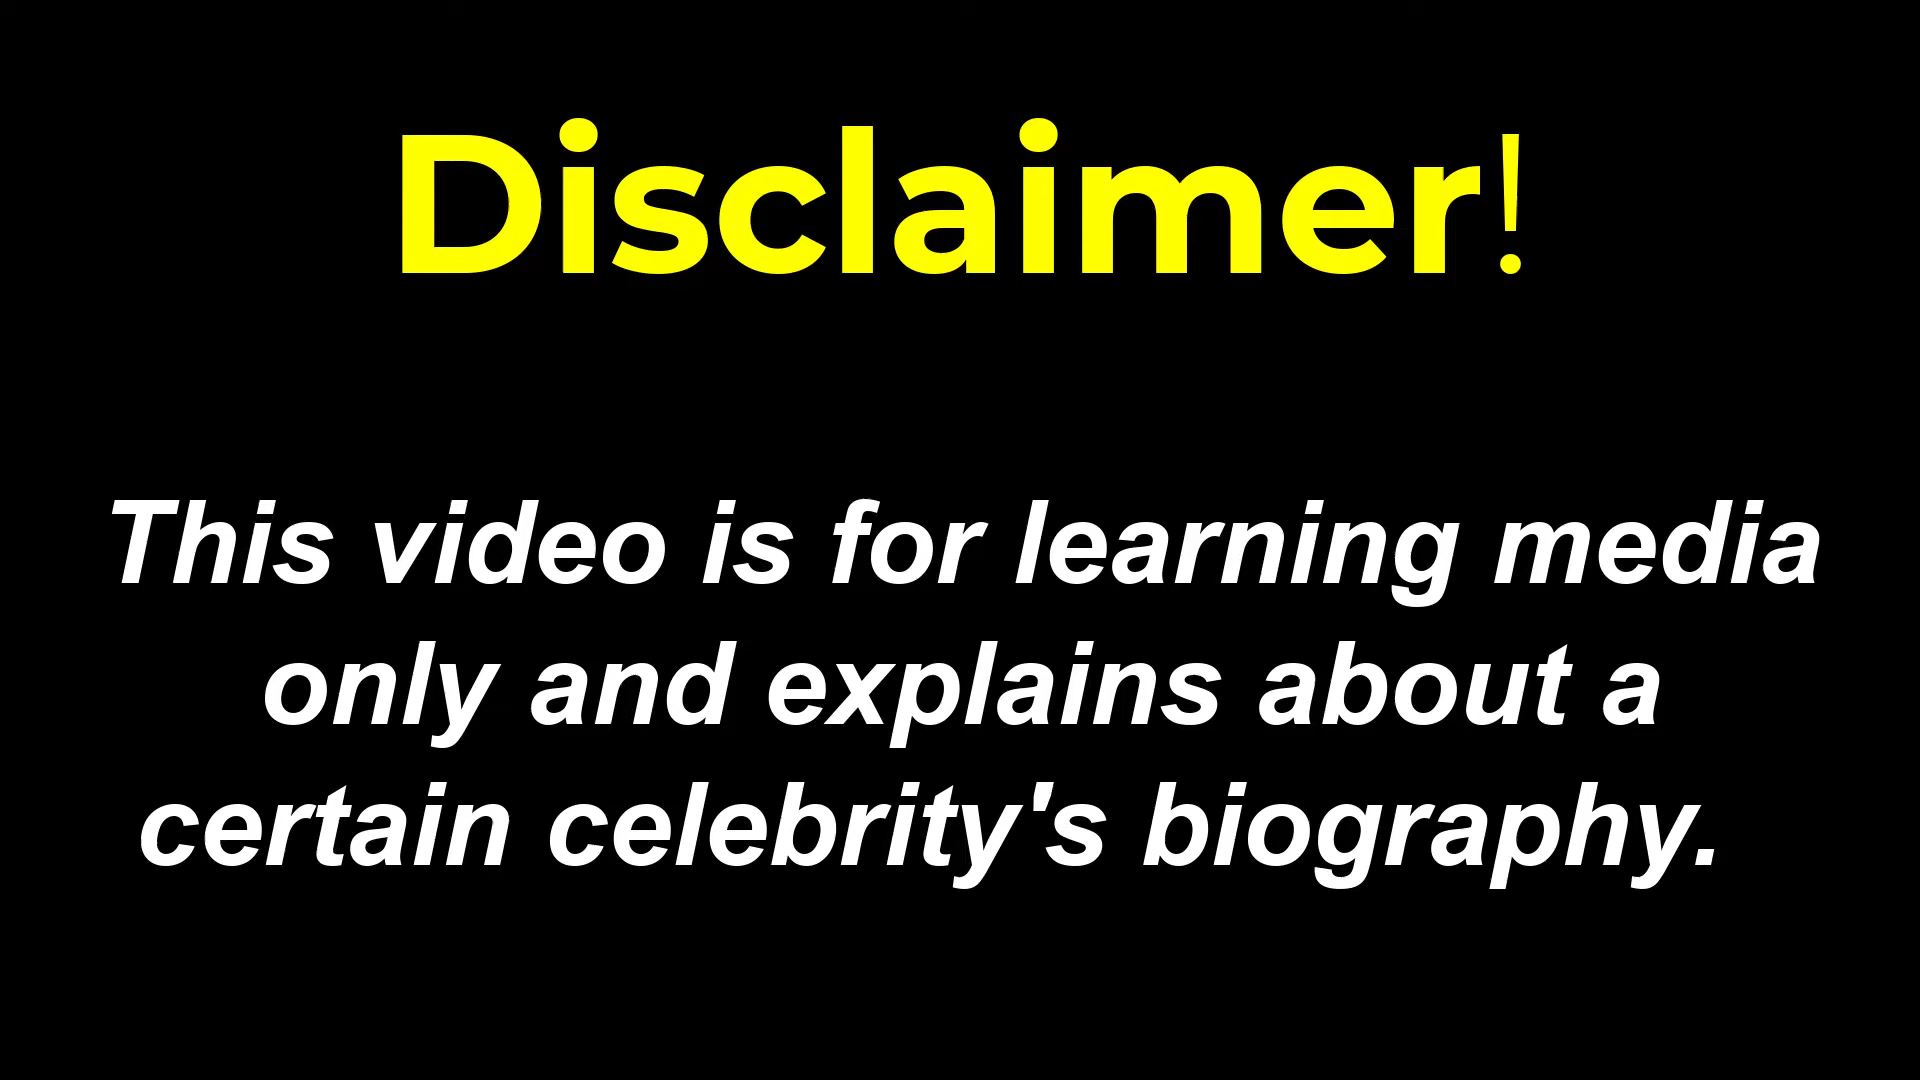 Disclaimer!
This video is for learning media
only and explains about a
certain celebrity's biography.